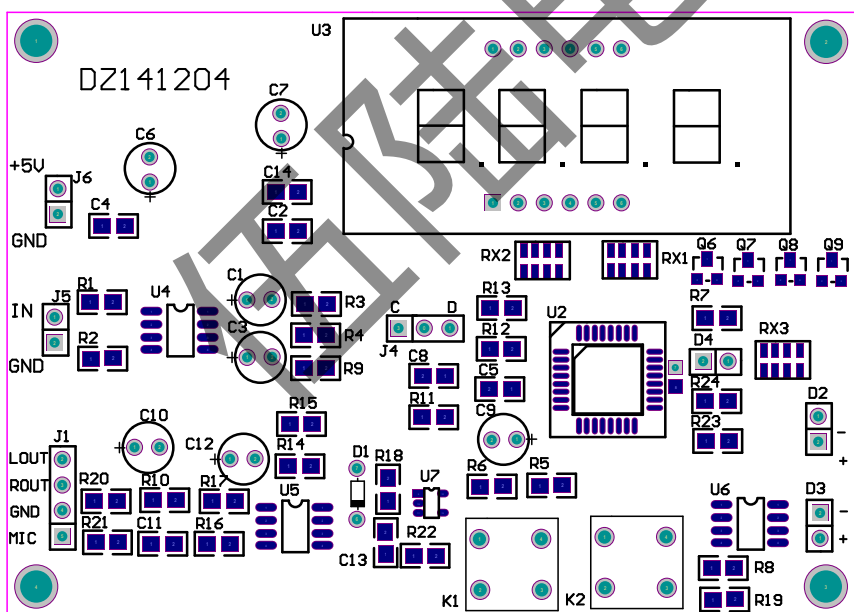 U3
DZ141204
C7
C6
+5V
J6
C14
C4
C2
GND
RX2
RX1
Q6
Q7
Q8
Q9
R1
U4
C1
R3
C
D
R13
U2
R7
IN
J5
C3
R4
J4
R12
D4
RX3
R2
GND
R9
C8
C5
R24
D2
-
+
R15
R11
C9
R23
J1
C10
C12
R14
D1
R18
LOUT
ROUT
GND
MIC
R20
R10
R17
U5
U7
R6
R5
U6
D3
-
+
R21
C11
R16
C13
R22
K1
K2
R8
R19